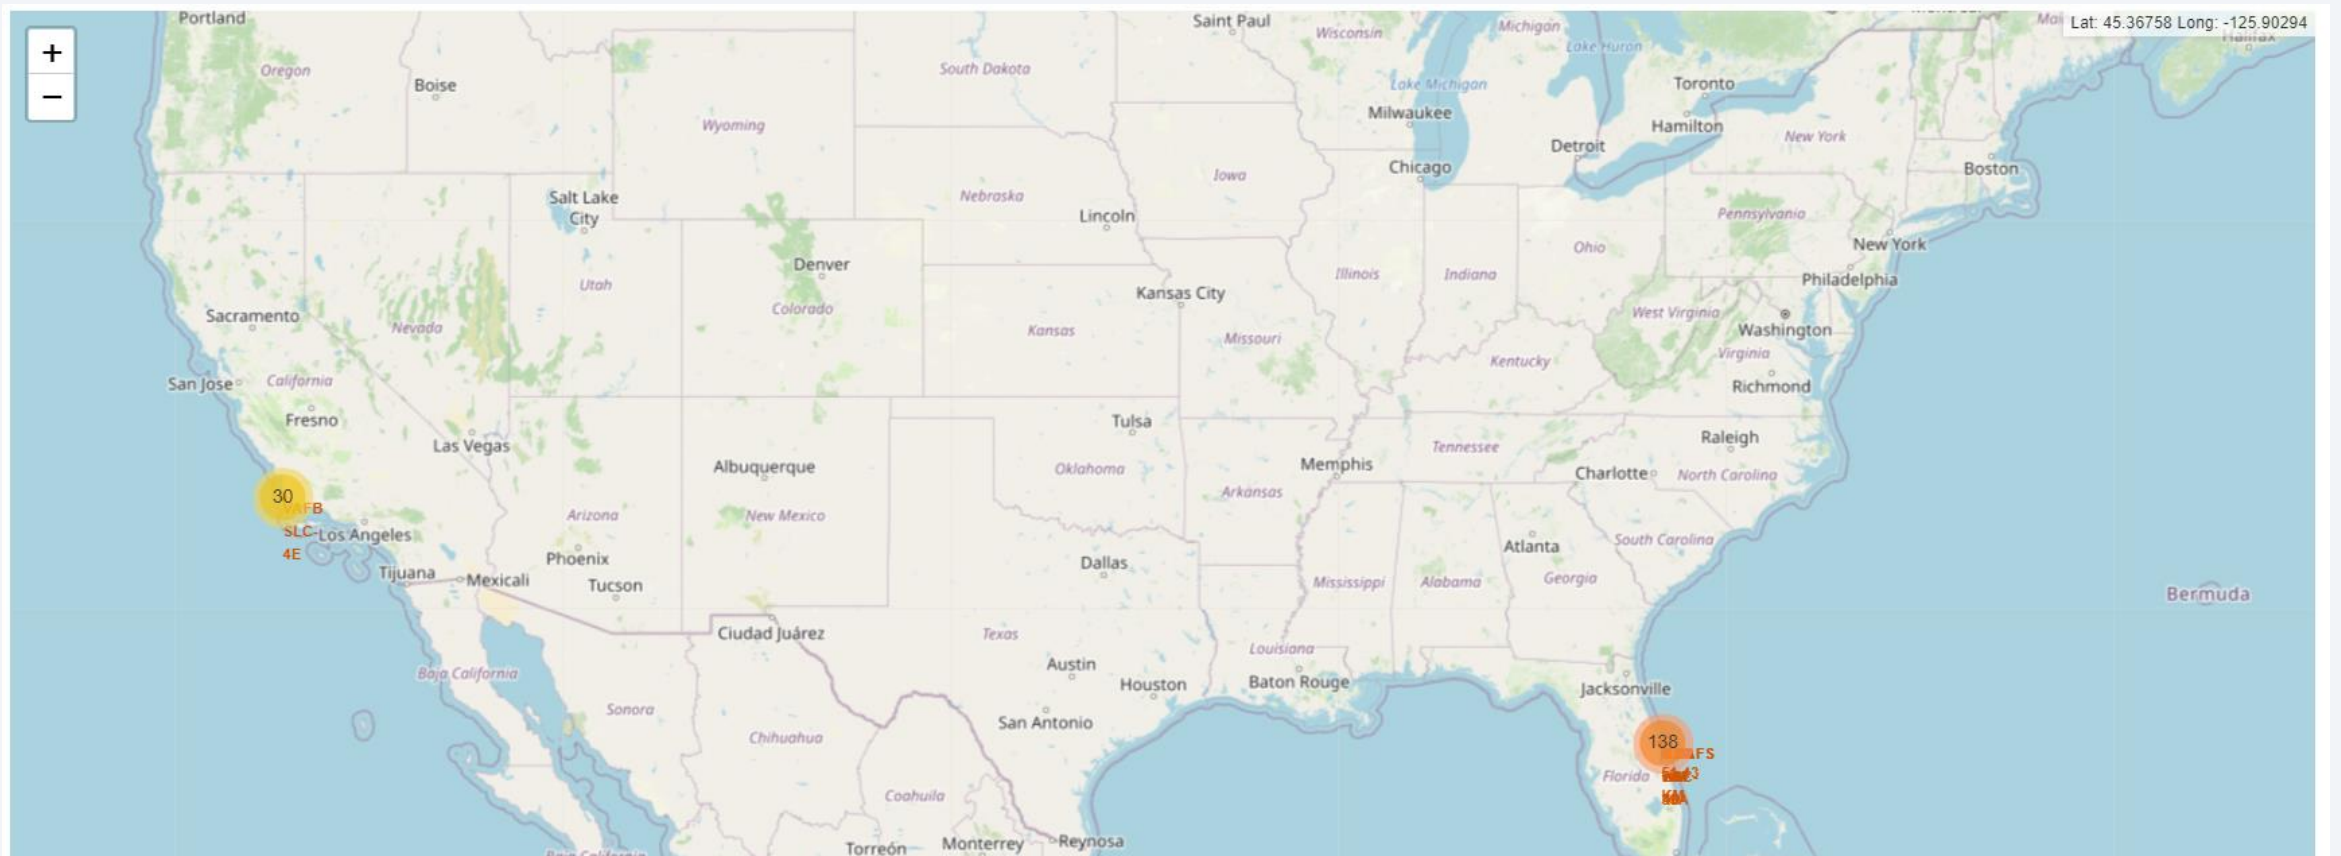 Portland
Saint Paul
Wisconsin
Michigan
Lat: 45.36758 Long: -125.90294
Halifax
+
−
Oregon
Boise
South Dakota
Lake Huron
Lake Michigan
Toronto
Milwaukee
Hamilton
Wyoming
New York
Detroit
Chicago
Boston
Iowa
Salt Lake
City
Nebraska
Lincoln
Pennsylvania
New York
Ohio
Denver
Illinois
Indiana
Philadelphia
Utah
Kansas City
Colorado
Sacramento
Nevada
West Virginia
Washington
Kansas
Missouri
Virginia
Kentucky
San Jose
California
Richmond
Fresno
Tulsa
Las Vegas
Raleigh
Tennessee
Albuquerque
Oklahoma
Memphis
Charlotte
North Carolina
Arkansas
30
VAFB
SLC-
4E
Los Angeles
Arizona
New Mexico
Phoenix
Dallas
Atlanta
South Carolina
Tijuana
Mexicali
Tucson
Mississippi
Alabama
Georgia
Bermuda
Ciudad Juárez
Texas
Louisiana
Austin
Baja California
Houston
Baton Rouge
Jacksonville
Sonora
San Antonio
Chihuahua
138
AFS
Florida
Coahuila
Torreón
Monterrey
Reynosa
Baja California